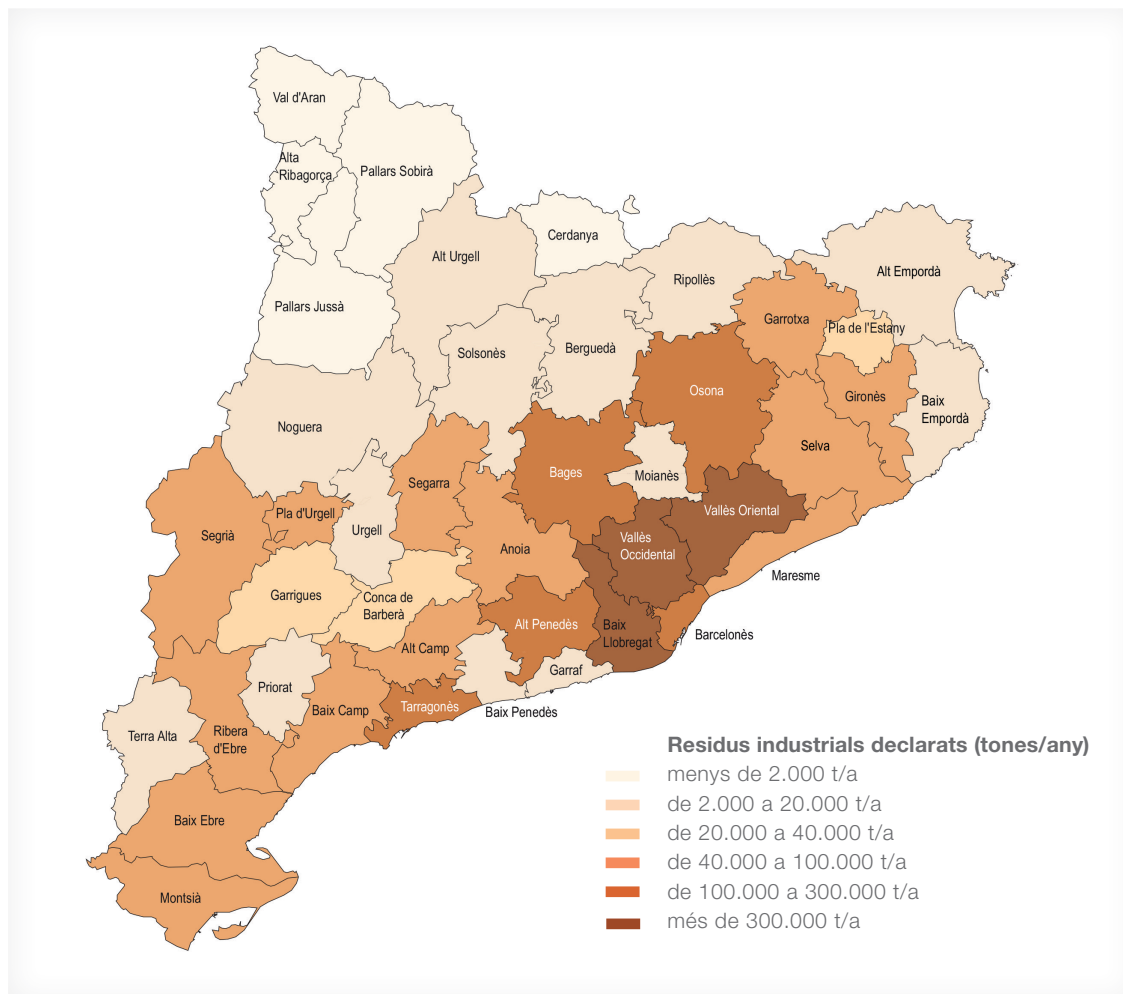 Val d'Aran
Alta
Ribagorça
Pallars Sobirà
Cerdanya
Alt Urgell
Ripollès
Alt Empordà
Pallars Jussà
Garrotxa
Pla de l'Estany
Solsonès
Berguedà
Osona
Gironès
Baix
Empordà
Noguera
Selva
Bages
Moianès
Segarra
Vallès Oriental
Pla d'Urgell
Urgell
Segrià
Anoia
Vallès
Occidental
Maresme
Garrigues
Conca de
Barberà
Alt Penedès
Baix
Llobregat
Barcelonès
Alt Camp
Garraf
Priorat
Baix Camp
Tarragonès
Baix Penedès
Terra Alta
Ribera
d'Ebre
Baix Ebre
Montsià
Residus industrials declarats (tones/any)
menys de 2.000 t/a
de 2.000 a 20.000 t/a
de 20.000 a 40.000 t/a
de 40.000 a 100.000 t/a
de 100.000 a 300.000 t/a
més de 300.000 t/a